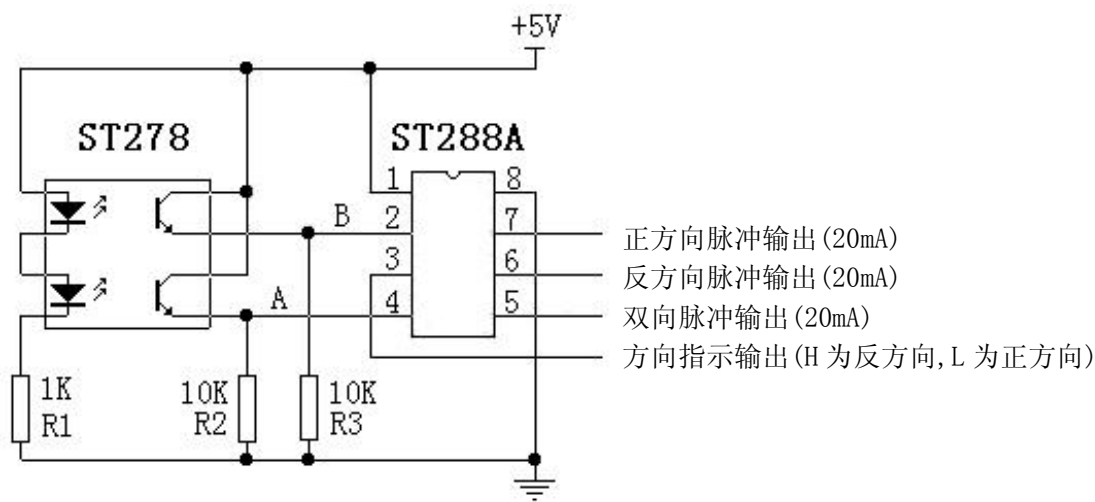 +5V
ST278
ST288A
1
8
B
2
7
正方向脉冲输出(20mA)
3
6
反方向脉冲输出(20mA)
A
4
5
双向脉冲输出(20mA)
方向指示输出(H 为反方向,L 为正方向)
1K
R1
10K
R2
10K
R3